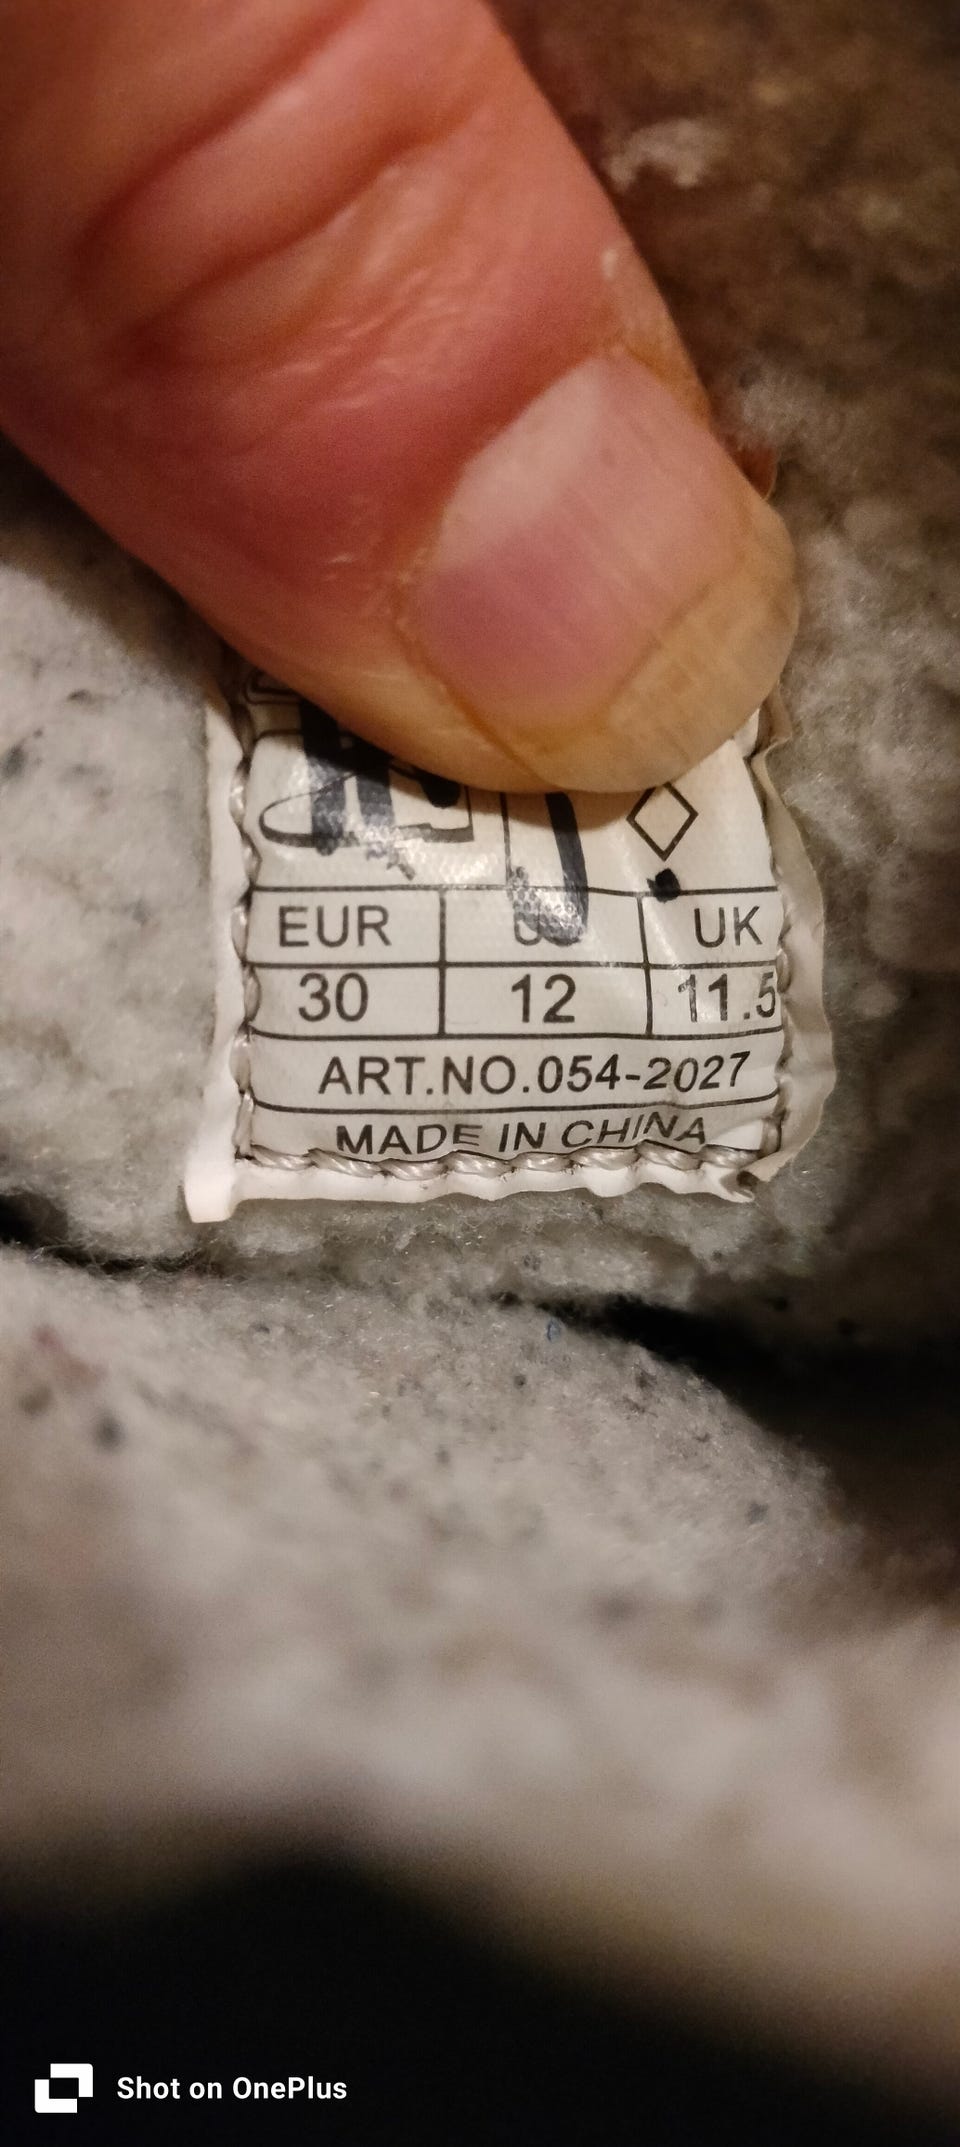 EUR UK
30 12 11.5
ART.NO.054-2027
MADE IN CHINA
Shot on OnePlus